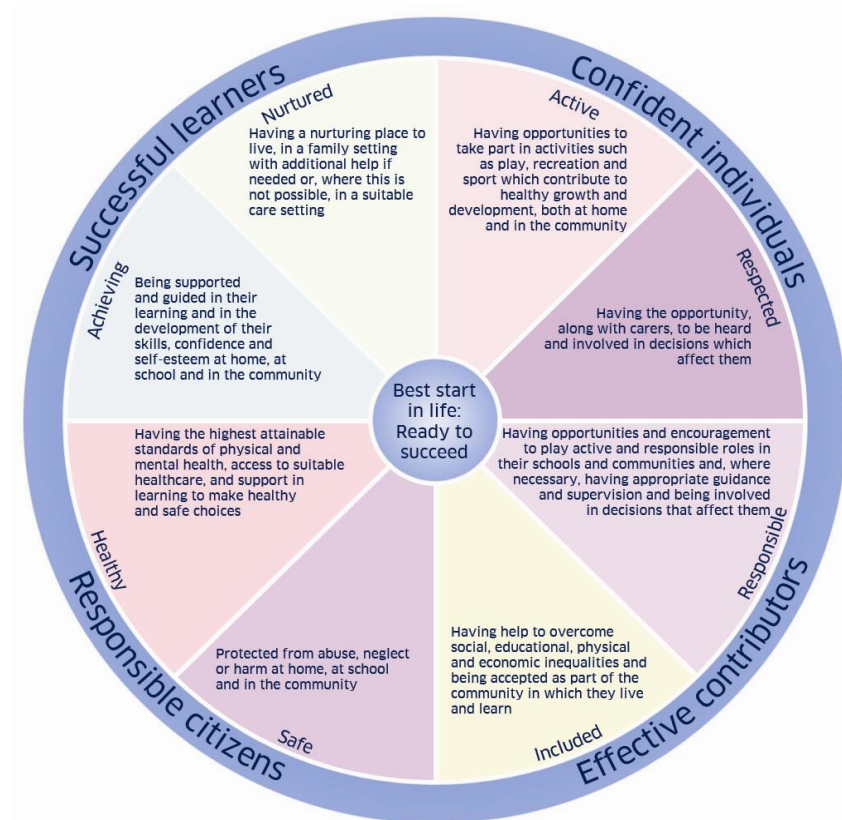 Successful learners
Confident individuals
Nurtured
Having a nurturing place to
live, in a family setting
with additional help if
needed or, where this is
not possible, in a suitable
care setting
Active
Having opportunities to
take part in activities such
as play, recreation and
sport which contribute to
healthy growth and
development, both at home
and in the community
Achieving
Being supported
and guided in their
learning and in the
development of their
skills, confidence and
self-esteem at home, at
school and in the community
Respected
Having the opportunity,
along with carers, to be heard
and involved in decisions which
affect them
Best start
in life:
Ready to
succeed
Healthy
Having the highest attainable
standards of physical and
mental health, access to suitable
healthcare, and support in
learning to make healthy
and safe choices
Responsible
Having opportunities and encouragement
to play active and responsible roles in
their schools and communities and, where
necessary, having appropriate guidance
and supervision and being involved
in decisions that affect them
Safe
Protected from abuse, neglect
or harm at home, at school
and in the community
Included
Having help to overcome
social, educational, physical
and economic inequalities and
being accepted as part of the
community in which they live
and learn
Responsible citizens
Effective contributors